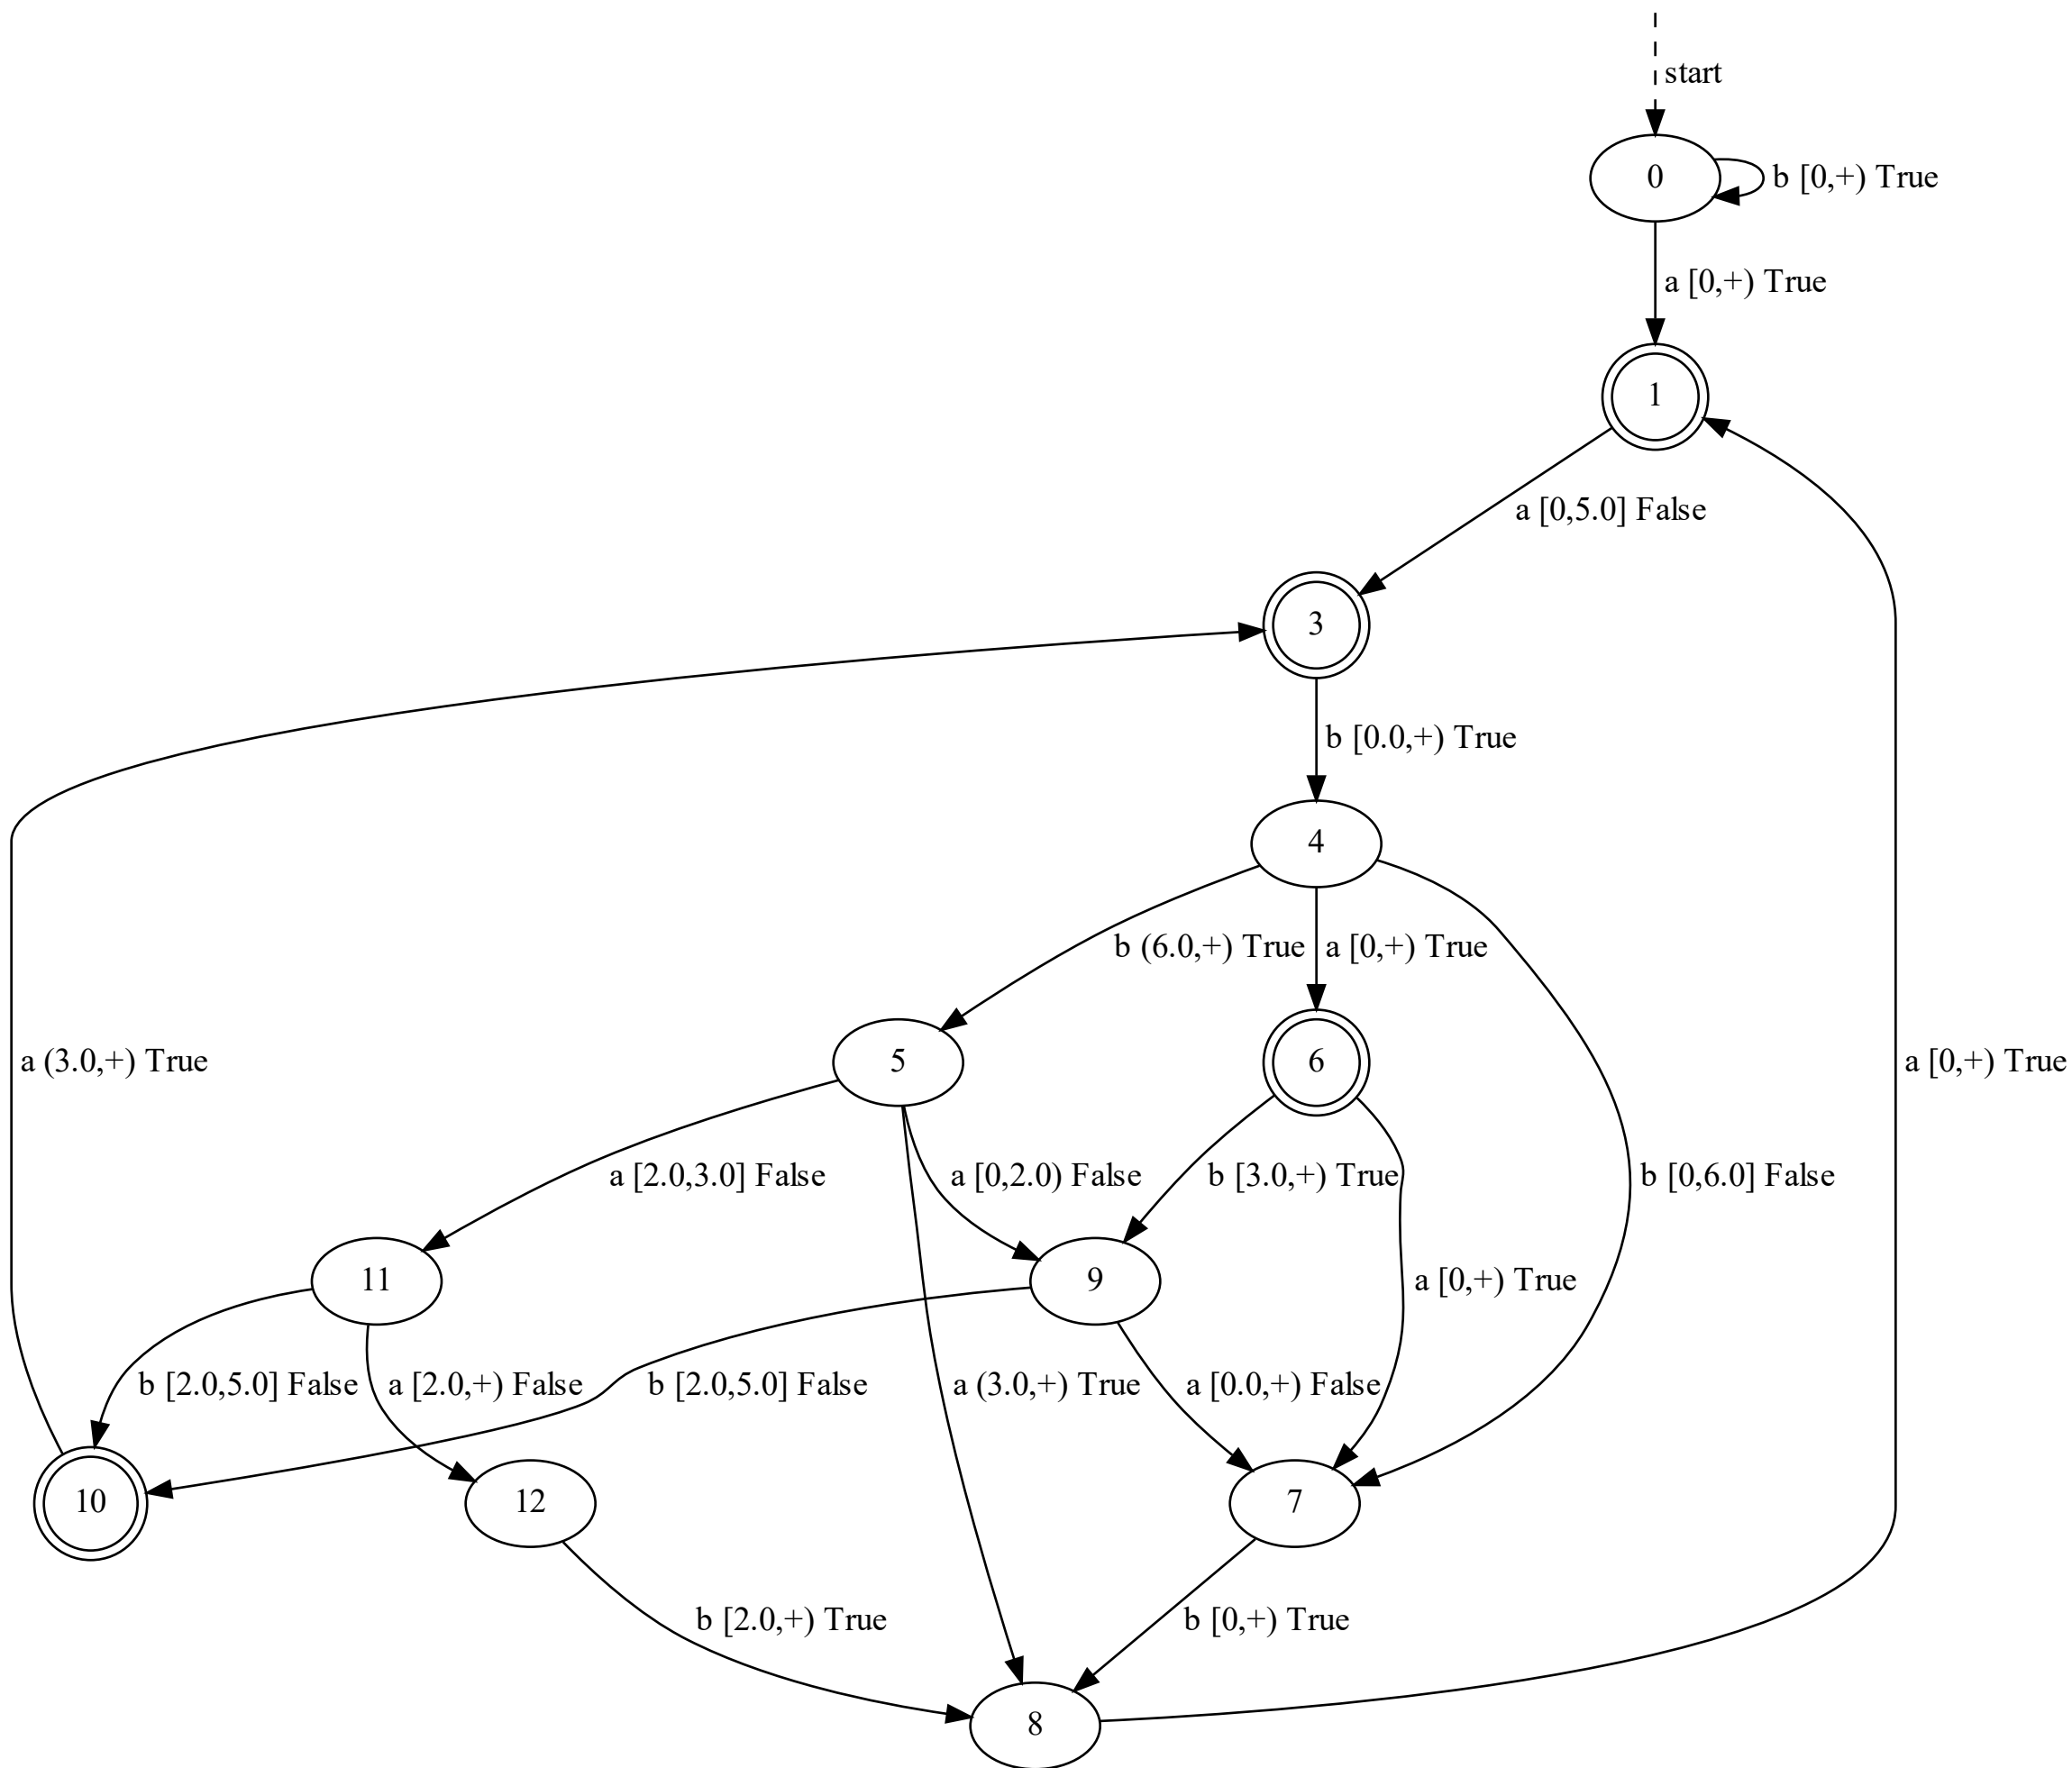 start
0
b [0,+) True
a [0,+) True
1
a [0,5.0] False
3
b [0.0,+) True
4
b (6.0,+) True
a [0,+) True
5
6
a (3.0,+) True
a [0,+) True
a [2.0,3.0] False
a [0,2.0) False
b [3.0,+) True
b [0,6.0] False
11
9
a [0,+) True
b [2.0,5.0] False
a [2.0,+) False
b [2.0,5.0] False
a (3.0,+) True
a [0.0,+) False
10
12
7
b [2.0,+) True
b [0,+) True
8